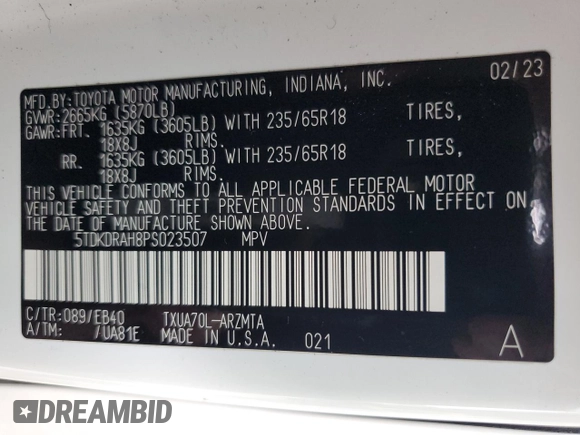 MFD.BY:TOYOTA MOTOR MANUFACTURING, INDIANA, INC. 02/23
GVWR:2665KG (5870LB)
GAWR:FRT. 1635KG (3605LB) WITH 235/65R18 TIRES,
18X8J RIMS.
RR. 1635KG (3605LB) WITH 235/65R18 TIRES,
18X8J RIMS.
THIS VEHICLE CONFORMS TO ALL APPLICABLE FEDERAL MOTOR
VEHICLE SAFETY AND THEFT PREVENTION STANDARDS IN EFFECT ON
THE DATE OF MANUFACTURE SHOWN ABOVE.
5TDKDRAH8PS023507 MPV
C/TR:089/EB40 TXUA70L-ARZMTA
A/TM: /UA81E MADE IN U.S.A. 021 A
DREAMBID